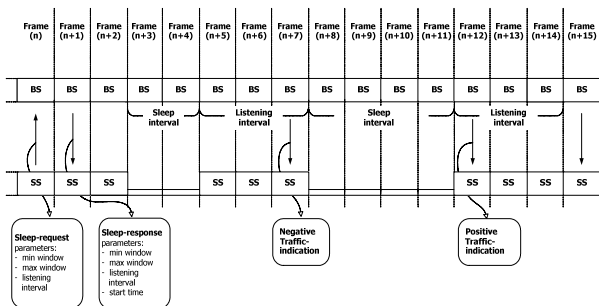 Frame Frame Frame Frame Frame Frame Frame Frame Frame Frame Frame Frame Frame Frame Frame Frame
(n) (n+1) (n+2) (n+3) (n+4) (n+5) (n+6) (n+7) (n+8) (n+9) (n+10) (n+11) (n+12) (n+13) (n+14) (n+15)
BS BS BS BS BS BS BS BS BS BS BS BS BS BS BS BS
Sleep
interval
Listening
interval
Sleep
interval
Listening
interval
SS SS SS SS SS SS SS SS SS SS
Sleep-request
parameters:
- min window
- max window
- listening
interval
Sleep-response
parameters:
- min window
- max window
- listening
interval
- start time
Negative
Traffic-
indication
Positive
Traffic-
indication